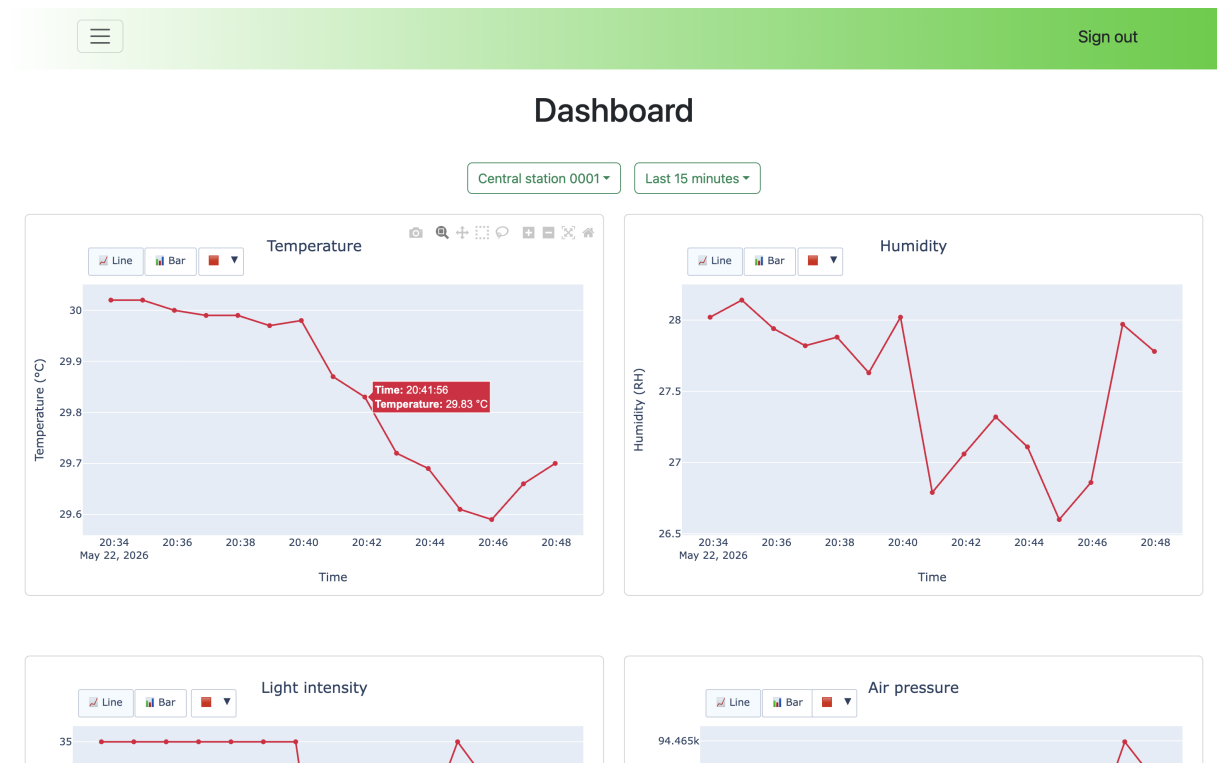 Sign out
Dashboard
Central station 0001
Last 15 minutes
Temperature
Line
Bar
30
29.9
29.8
29.7
29.6
Temperature (°C)
Time: 20:41:56
Temperature: 29.83 °C
20:34 20:36 20:38 20:40 20:42 20:44 20:46 20:48
May 22, 2026
Time
Humidity
Line
Bar
28
27.5
27
26.5
Humidity (RH)
20:34 20:36 20:38 20:40 20:42 20:44 20:46 20:48
May 22, 2026
Time
Light intensity
Line
Bar
35
Air pressure
Line
Bar
94.465k